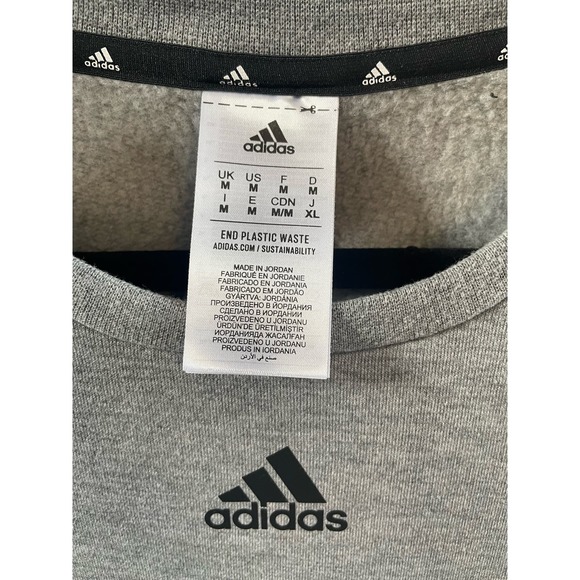 adidas adidas adidas adidas
adidas
UK US F D
M M M M
I E CDN J
M M M/M XL
END PLASTIC WASTE
ADIDAS.COM / SUSTAINABILITY
MADE IN JORDAN
FABRIQUÉ EN JORDANIE
FABRICADO EN JORDANIA
FABRICADO EM JORDÃO
GYÁRTVA: JORDÁNIA
ПРОИЗВЕДЕНО В ЙОРДАНИЯ
СДЕЛАНО В ИОРДАНИИ
PROIZVEDENO U JORDANU
ÜRDÜN'DE ÜRETİLMİŞTİR
ИОРДАНИЯДА ЖАСАЛҒАН
PROIZVEDENO U JORDANU
PRODUS IN IORDANIA
صنع في الأردن
adidas